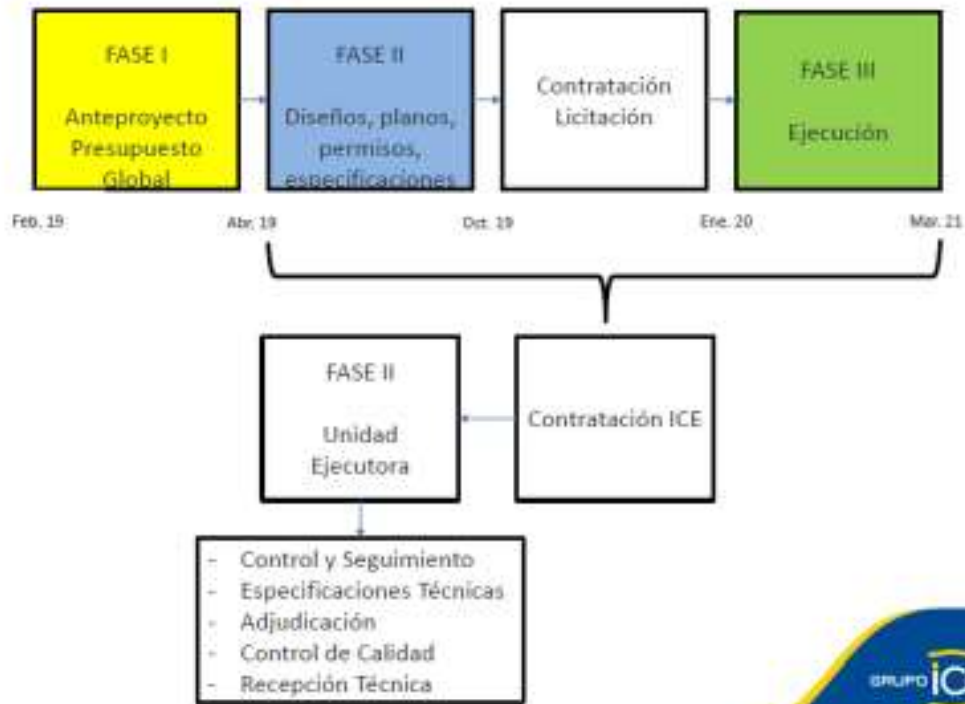 FASE I
Anteproyecto
Presupuesto
Global
FASE II
Diseños, planos,
permisos,
especificaciones
Contratación
Licitación
FASE III
Ejecución
Feb. 19
Abr. 19
Oct. 19
Ene. 20
Mar. 21
FASE II
Unidad
Ejecutora
Contratación ICE
- Control y Seguimiento
- Especificaciones Técnicas
- Adjudicación
- Control de Calidad
- Recepción Técnica
GRUPO